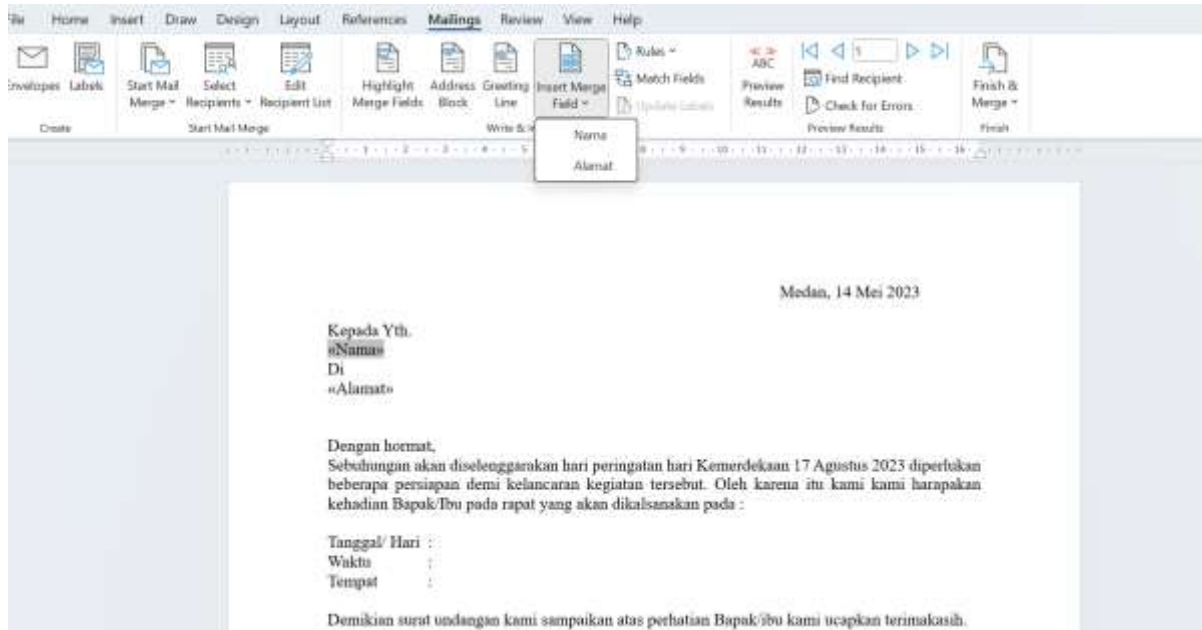 File Home Insert Draw Design Layout References Mailings Review View Help
Envelopes Labels Start Mail Merge Select Recipients Edit Recipient List Highlight Merge Fields Address Block Greeting Line Insert Merge Field Rules Match Fields Update Labels Preview Results ABC 1 Find Recipient Check for Errors Finish & Merge
Create Start Mail Merge Write & Preview Results Finish
Nama
Alamat
Medan, 14 Mei 2023
Kepada Yth.
«Nama»
Di
«Alamat»
Dengan hormat,
Sebuhungan akan diselenggarakan hari peringatan hari Kemerdekaan 17 Agustus 2023 diperlukan
beberapa persiapan demi kelancaran kegiatan tersebut. Oleh karena itu kami kami harapakan
kehadian Bapak/Ibu pada rapat yang akan dikalsanakan pada :
Tanggal/ Hari :
Waktu :
Tempat :
Demikian surat undangan kami sampaikan atas perhatian Bapak/ibu kami ucapkan terimakasih.